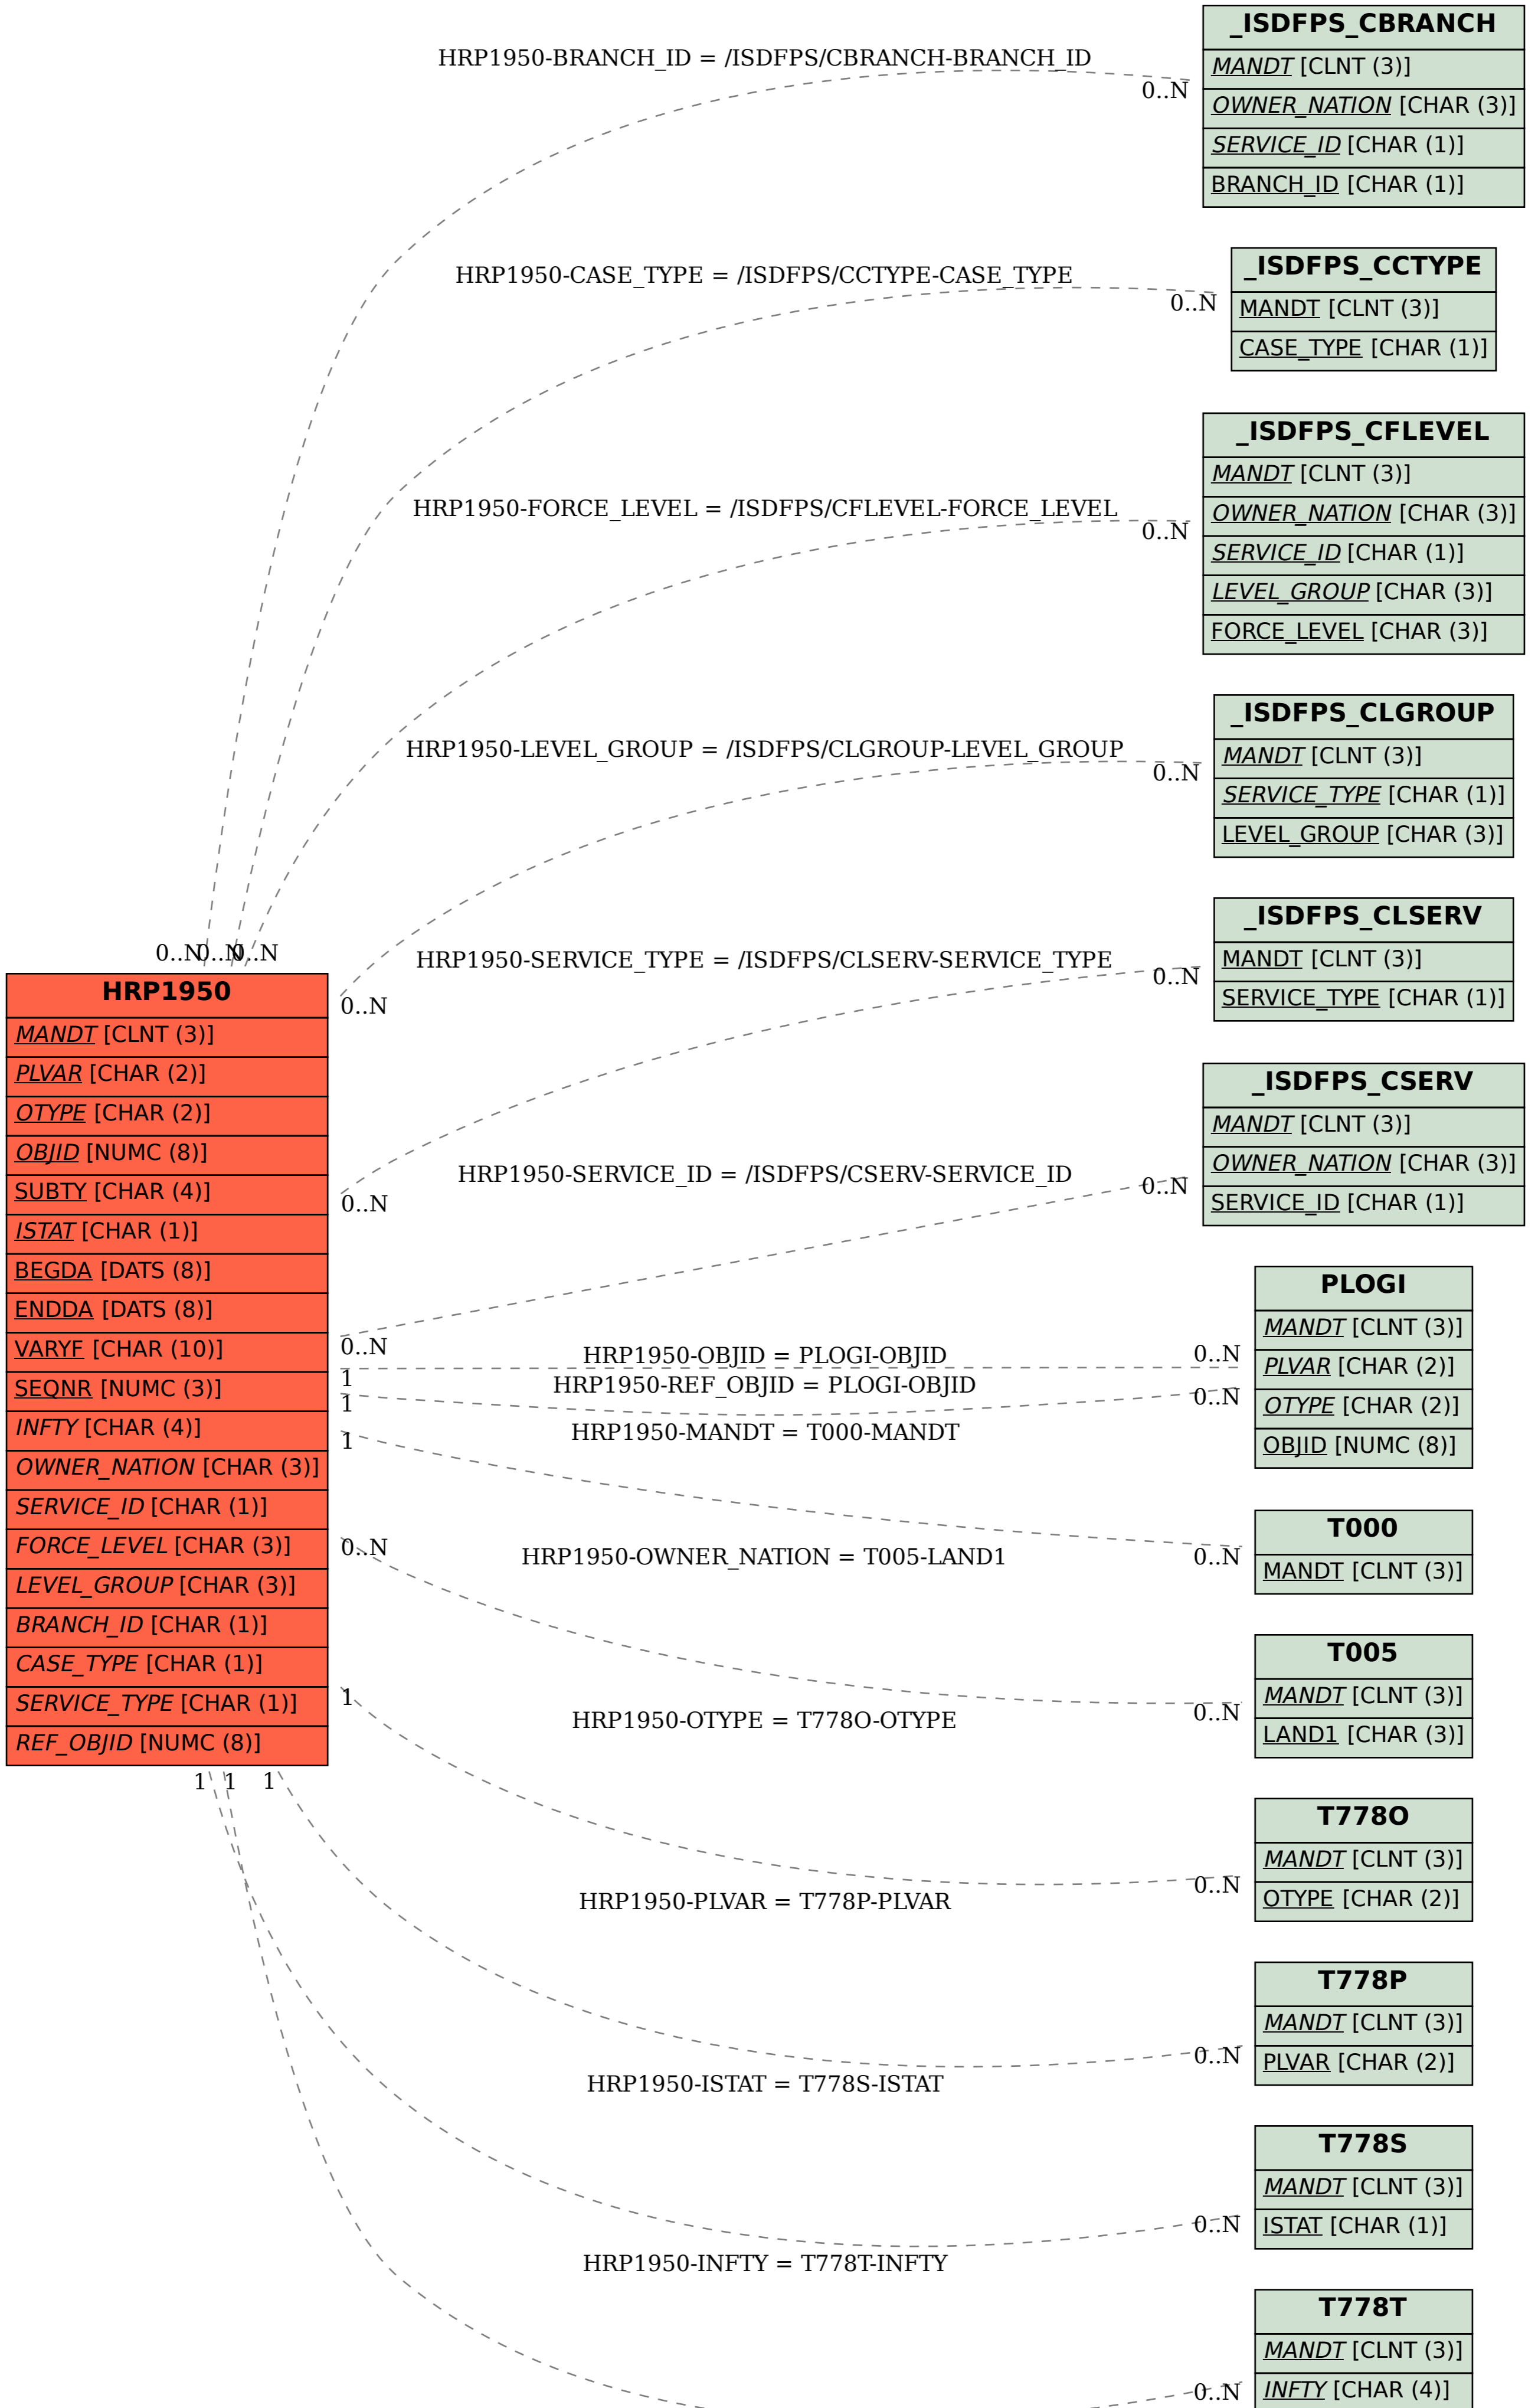 _ISDFPS_CBRANCH
MANDT [CLNT (3)]
OWNER_NATION [CHAR (3)]
SERVICE_ID [CHAR (1)]
BRANCH_ID [CHAR (1)]
HRP1950-BRANCH_ID = /ISDFPS/CBRANCH-BRANCH_ID
0..N
_ISDFPS_CCTYPE
MANDT [CLNT (3)]
CASE_TYPE [CHAR (1)]
HRP1950-CASE_TYPE = /ISDFPS/CCTYPE-CASE_TYPE
0..N
_ISDFPS_CFLEVEL
MANDT [CLNT (3)]
OWNER_NATION [CHAR (3)]
SERVICE_ID [CHAR (1)]
LEVEL_GROUP [CHAR (3)]
FORCE_LEVEL [CHAR (3)]
HRP1950-FORCE_LEVEL = /ISDFPS/CFLEVEL-FORCE_LEVEL
0..N
_ISDFPS_CLGROUP
MANDT [CLNT (3)]
SERVICE_TYPE [CHAR (1)]
LEVEL_GROUP [CHAR (3)]
HRP1950-LEVEL_GROUP = /ISDFPS/CLGROUP-LEVEL_GROUP
0..N
_ISDFPS_CLSERV
MANDT [CLNT (3)]
SERVICE_TYPE [CHAR (1)]
HRP1950-SERVICE_TYPE = /ISDFPS/CLSERV-SERVICE_TYPE
0..N
0..N
0..N
0..N
HRP1950
MANDT [CLNT (3)]
PLVAR [CHAR (2)]
OTYPE [CHAR (2)]
OBJID [NUMC (8)]
SUBTY [CHAR (4)]
ISTAT [CHAR (1)]
BEGDA [DATS (8)]
ENDDA [DATS (8)]
VARYF [CHAR (10)]
SEQNR [NUMC (3)]
INFTY [CHAR (4)]
OWNER_NATION [CHAR (3)]
SERVICE_ID [CHAR (1)]
FORCE_LEVEL [CHAR (3)]
LEVEL_GROUP [CHAR (3)]
BRANCH_ID [CHAR (1)]
CASE_TYPE [CHAR (1)]
SERVICE_TYPE [CHAR (1)]
REF_OBJID [NUMC (8)]
0..N
0..N
0..N
1
1
1
0..N
1
1
1
1
_ISDFPS_CSERV
MANDT [CLNT (3)]
OWNER_NATION [CHAR (3)]
SERVICE_ID [CHAR (1)]
HRP1950-SERVICE_ID = /ISDFPS/CSERV-SERVICE_ID
0..N
PLOGI
MANDT [CLNT (3)]
PLVAR [CHAR (2)]
OTYPE [CHAR (2)]
OBJID [NUMC (8)]
HRP1950-OBJID = PLOGI-OBJID
0..N
HRP1950-REF_OBJID = PLOGI-OBJID
0..N
HRP1950-MANDT = T000-MANDT
T000
MANDT [CLNT (3)]
0..N
HRP1950-OWNER_NATION = T005-LAND1
T005
MANDT [CLNT (3)]
LAND1 [CHAR (3)]
0..N
HRP1950-OTYPE = T778O-OTYPE
T778O
MANDT [CLNT (3)]
OTYPE [CHAR (2)]
0..N
HRP1950-PLVAR = T778P-PLVAR
T778P
MANDT [CLNT (3)]
PLVAR [CHAR (2)]
0..N
HRP1950-ISTAT = T778S-ISTAT
T778S
MANDT [CLNT (3)]
ISTAT [CHAR (1)]
0..N
HRP1950-INFTY = T778T-INFTY
T778T
MANDT [CLNT (3)]
INFTY [CHAR (4)]
0..N